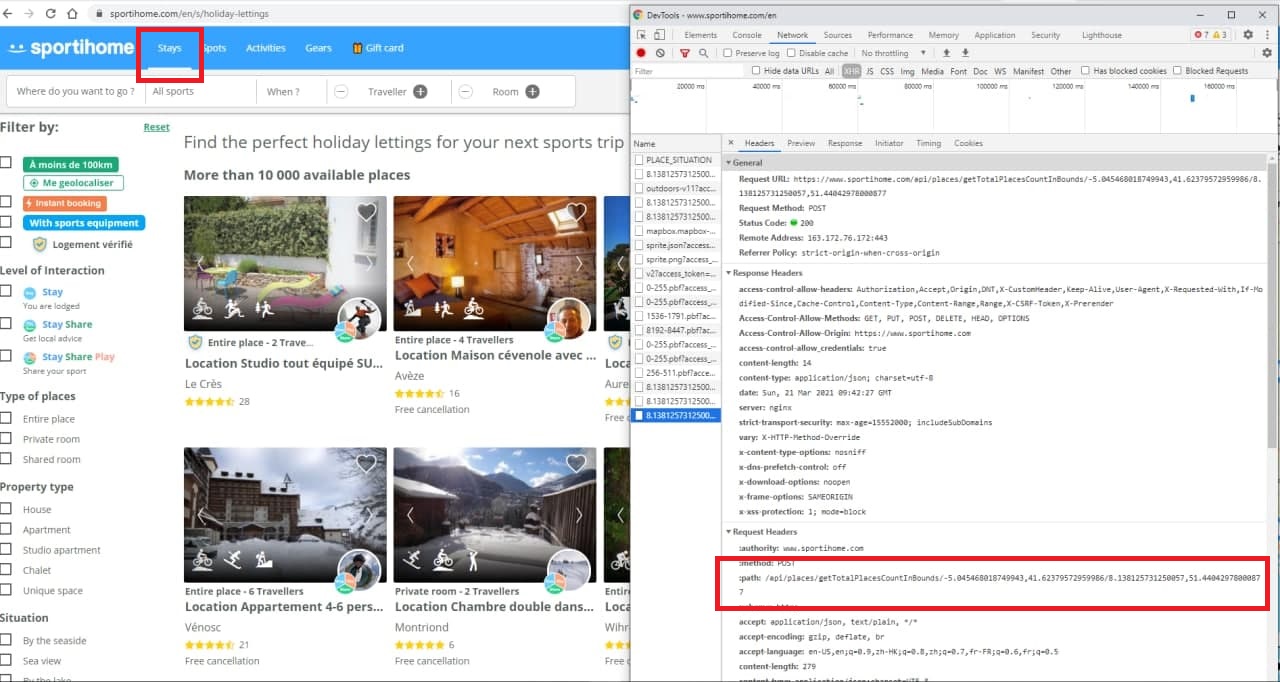 sportihome.com/en/s/holiday-lettings
sportihome
Stays
Spots
Activities
Gears
Gift card
Where do you want to go ?
All sports
When ?
Traveller
Room
Filter by:
Reset
À moins de 100km
Me geolocaliser
Instant booking
With sports equipment
Logement vérifié
Level of Interaction
Stay
You are lodged
Stay Share
Get local advice
Stay Share Play
Share your sport
Type of places
Entire place
Private room
Shared room
Property type
House
Apartment
Studio apartment
Chalet
Unique space
Situation
By the seaside
Sea view
By the lake
Find the perfect holiday lettings for your next sports trip
More than 10 000 available places
Entire place - 2 Trave...
Location Studio tout équipé SU...
Le Crès
28
Entire place - 4 Travellers
Location Maison cévenole avec ...
Avèze
16
Free cancellation
Loca
Aure
Free c
Entire place - 6 Travellers
Location Appartement 4-6 pers...
Vénosc
21
Free cancellation
Private room - 2 Travellers
Location Chambre double dans...
Montriond
6
Free cancellation
Entire
Loca
Wihr-
Free c
DevTools - www.sportihome.com/en
Elements Console Network Sources Performance Memory Application Security Lighthouse
7 3
Preserve log Disable cache No throttling
Filter
Hide data URLs All XHR JS CSS Img Media Font Doc WS Manifest Other Has blocked cookies Blocked Requests
20000 ms 40000 ms 60000 ms 80000 ms 100000 ms 120000 ms 140000 ms 160000 ms
Name
PLACE_SITUATION
8.1381257312500...
outdoors-v11?acc...
8.1381257312500...
8.1381257312500...
mapbox.mapbox-...
sprite.json?access...
sprite.png?access_...
v2?access_token=...
0-255.pbf?access_...
0-255.pbf?access_...
1536-1791.pbf?ac...
8192-8447.pbf?ac...
0-255.pbf?access_...
0-255.pbf?access_...
256-511.pbf?acce...
8.1381257312500...
8.1381257312500...
8.1381257312500...
Headers Preview Response Initiator Timing Cookies
General
Request URL: https://www.sportihome.com/api/places/getTotalPlacesCountInBounds/-5.045468018749943,41.62379572959986/8.
138125731250057,51.44042978000877
Request Method: POST
Status Code: 200
Remote Address: 163.172.76.172:443
Referrer Policy: strict-origin-when-cross-origin
Response Headers
access-control-allow-headers: Authorization,Accept,Origin,DNT,X-CustomHeader,Keep-Alive,User-Agent,X-Requested-With,If-Mo
dified-Since,Cache-Control,Content-Type,Content-Range,Range,X-CSRF-Token,X-Prerender
Access-Control-Allow-Methods: GET, PUT, POST, DELETE, HEAD, OPTIONS
Access-Control-Allow-Origin: https://www.sportihome.com
access-control-allow_credentials: true
content-length: 14
content-type: application/json; charset=utf-8
date: Sun, 21 Mar 2021 09:42:27 GMT
server: nginx
strict-transport-security: max-age=15552000; includeSubDomains
vary: X-HTTP-Method-Override
x-content-type-options: nosniff
x-dns-prefetch-control: off
x-download-options: noopen
x-frame-options: SAMEORIGIN
x-xss-protection: 1; mode=block
Request Headers
:authority: www.sportihome.com
:method: POST
:path: /api/places/getTotalPlacesCountInBounds/-5.045468018749943,41.62379572959986/8.138125731250057,51.4404297800087
7
accept: application/json, text/plain, */*
accept-encoding: gzip, deflate, br
accept-language: en-US,en;q=0.9,zh-HK;q=0.8,zh;q=0.7,fr-FR;q=0.6,fr;q=0.5
content-length: 279
content-type: application/json;charset=UTF-8